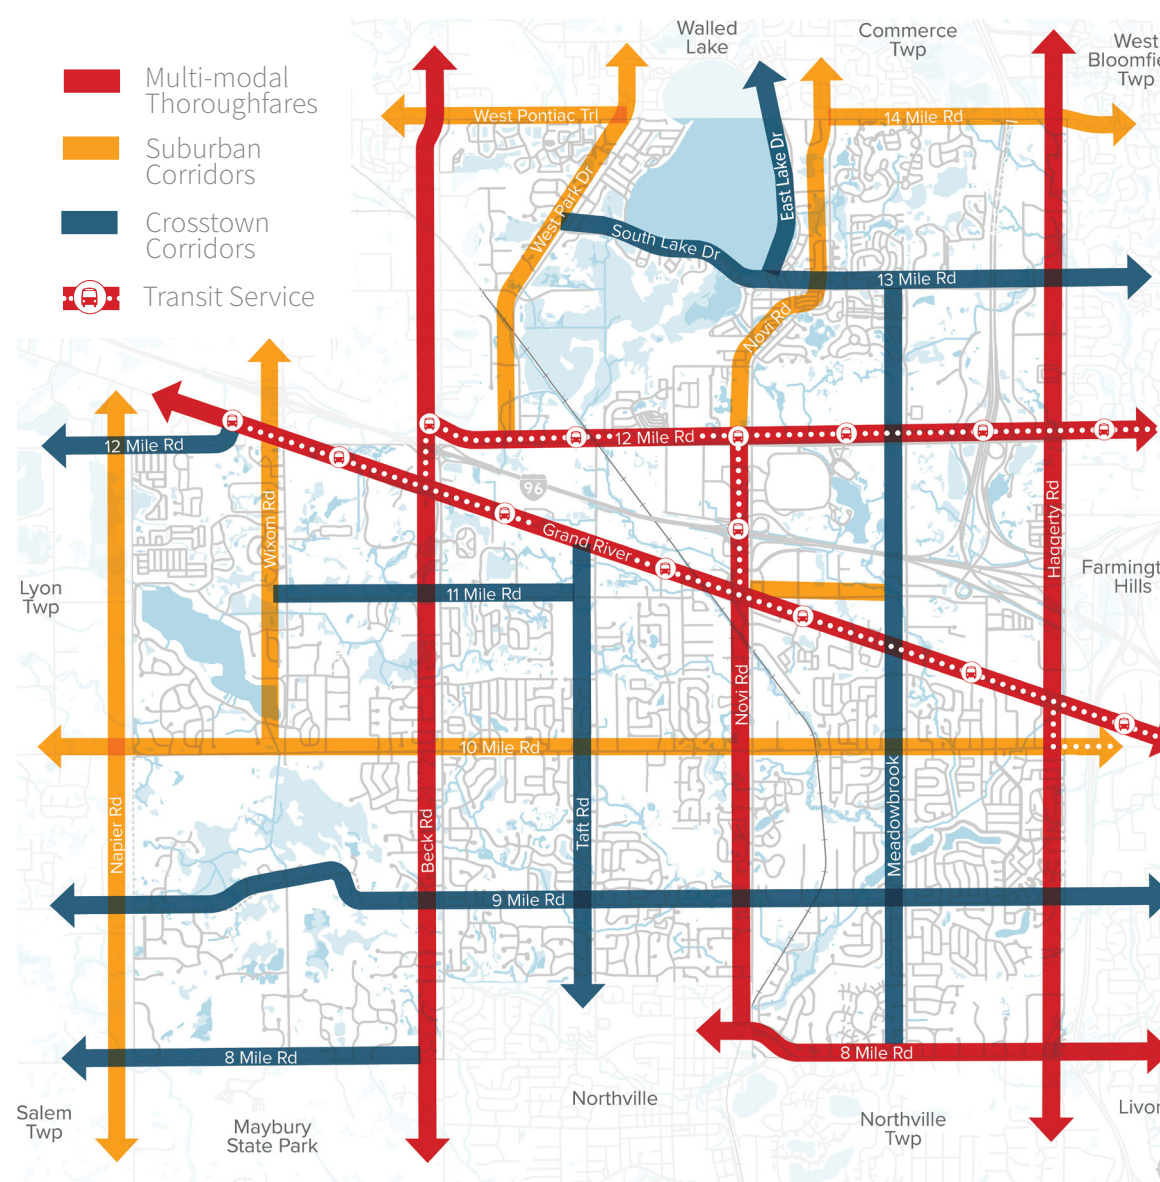 Walled
Lake
Commerce
Twp
West
Bloomfie
Twp
Multi-modal
Thoroughfares
Suburban
Corridors
Crosstown
Corridors
Transit Service
West Pontiac Trl
14 Mile Rd
West Park Dr
East Lake Dr
South Lake Dr
13 Mile Rd
Novi Rd
12 Mile Rd
12 Mile Rd
96
Wixom Rd
Grand River
Haggerty Rd
Lyon
Twp
11 Mile Rd
Farmingt
Hills
Novi Rd
10 Mile Rd
Napier Rd
Beck Rd
Taft Rd
Meadowbrook
9 Mile Rd
8 Mile Rd
8 Mile Rd
Salem
Twp
Maybury
State Park
Northville
Northville
Twp
Livor